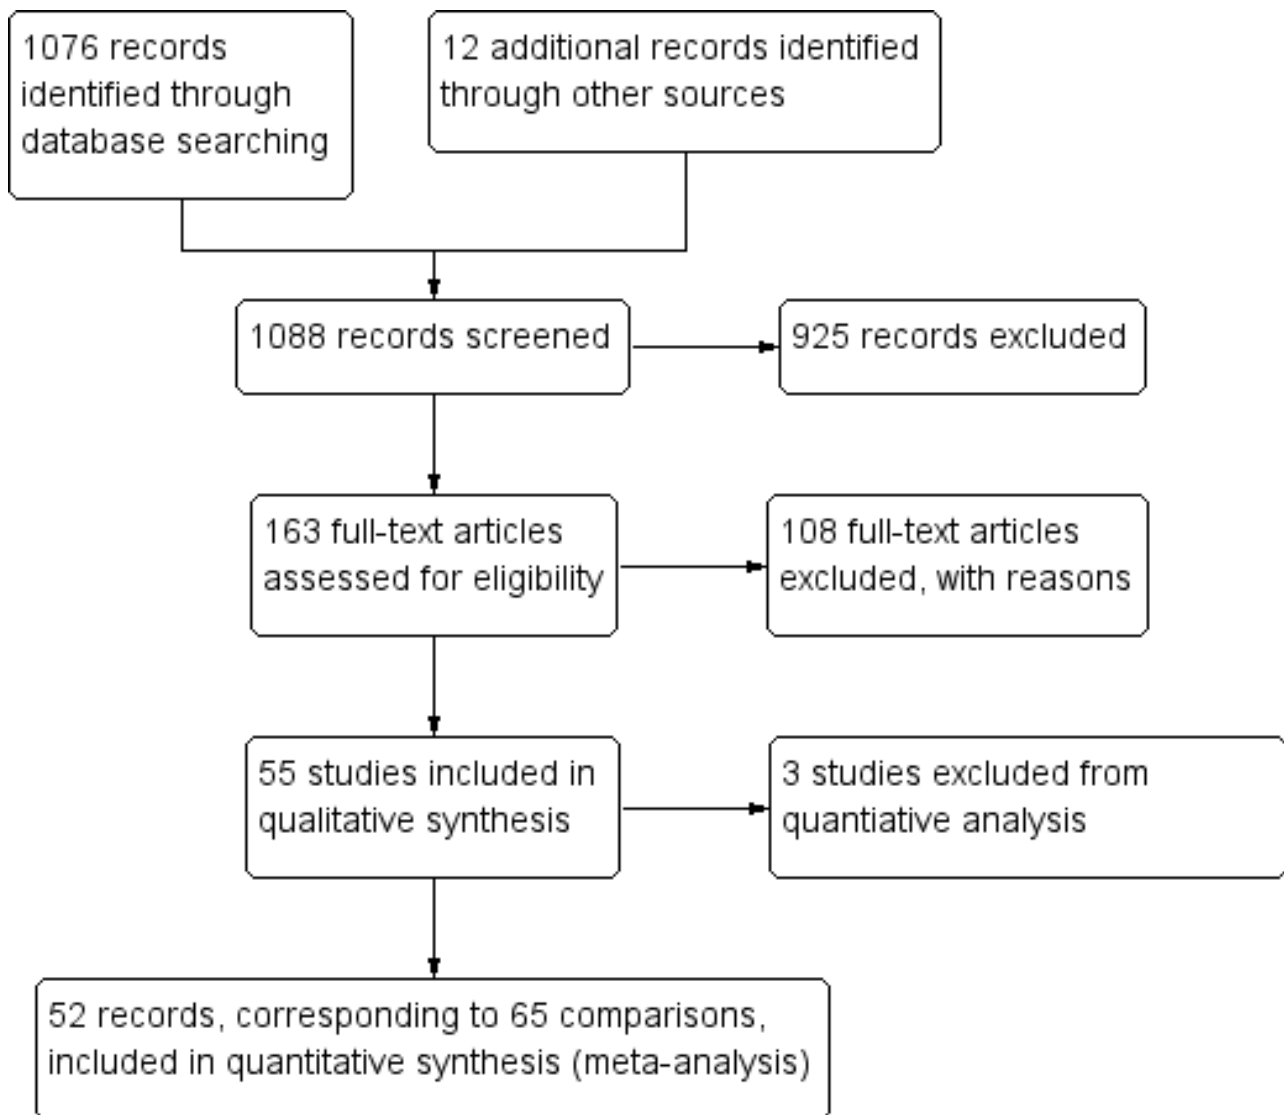 1076 records
identified through
database searching
12 additional records identified
through other sources
1088 records screened
925 records excluded
163 full-text articles
assessed for eligibility
108 full-text articles
excluded, with reasons
55 studies included in
qualitative synthesis
3 studies excluded from
quantiative analysis
52 records, corresponding to 65 comparisons,
included in quantitative synthesis (meta-analysis)